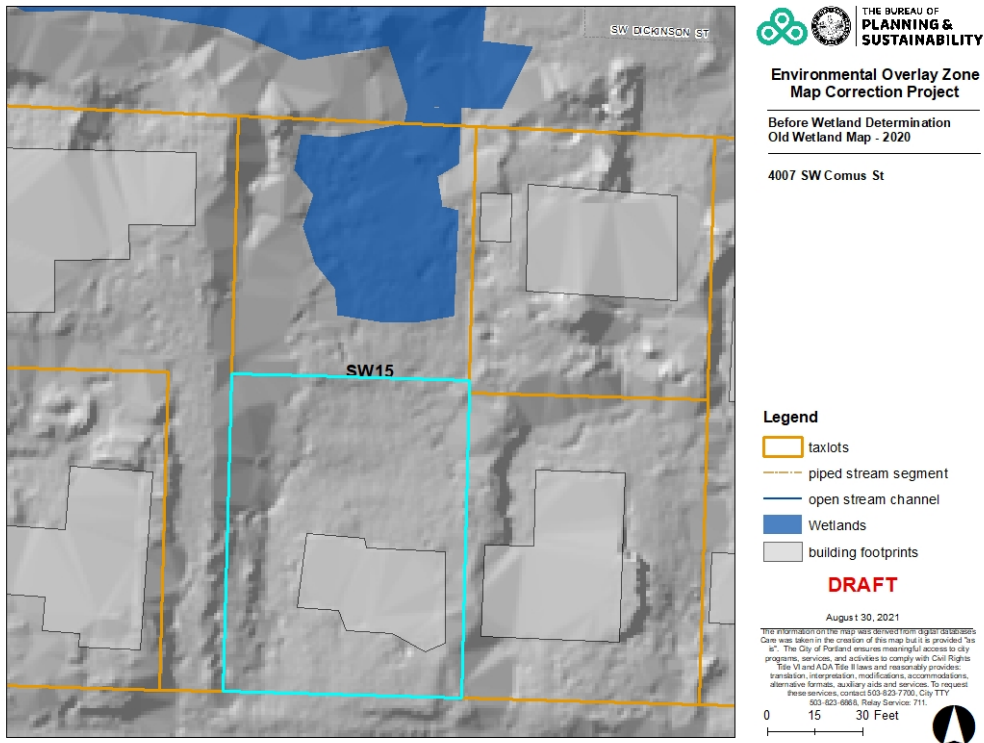 SW DICKINSON ST
SW15
THE BUREAU OF
PLANNING &
SUSTAINABILITY
Environmental Overlay Zone
Map Correction Project
Before Wetland Determination
Old Wetland Map - 2020
4007 SW Comus St
Legend
taxlots
piped stream segment
open stream channel
Wetlands
building footprints
DRAFT
August 30, 2021
The information on the map was derived from digital databases
Care was taken in the creation of this map but it is provided "as
is". The City of Portland ensures meaningful access to city
programs, services, and activities to comply with Civil Rights
Title VI and ADA Title II laws and reasonably provides:
translation, interpretation, modifications, accommodations,
alternative formats, auxiliary aids and services. To request
these services, contact 503-823-7700, City TTY
503-823-6868, Relay Service: 711.
0 15 30 Feet